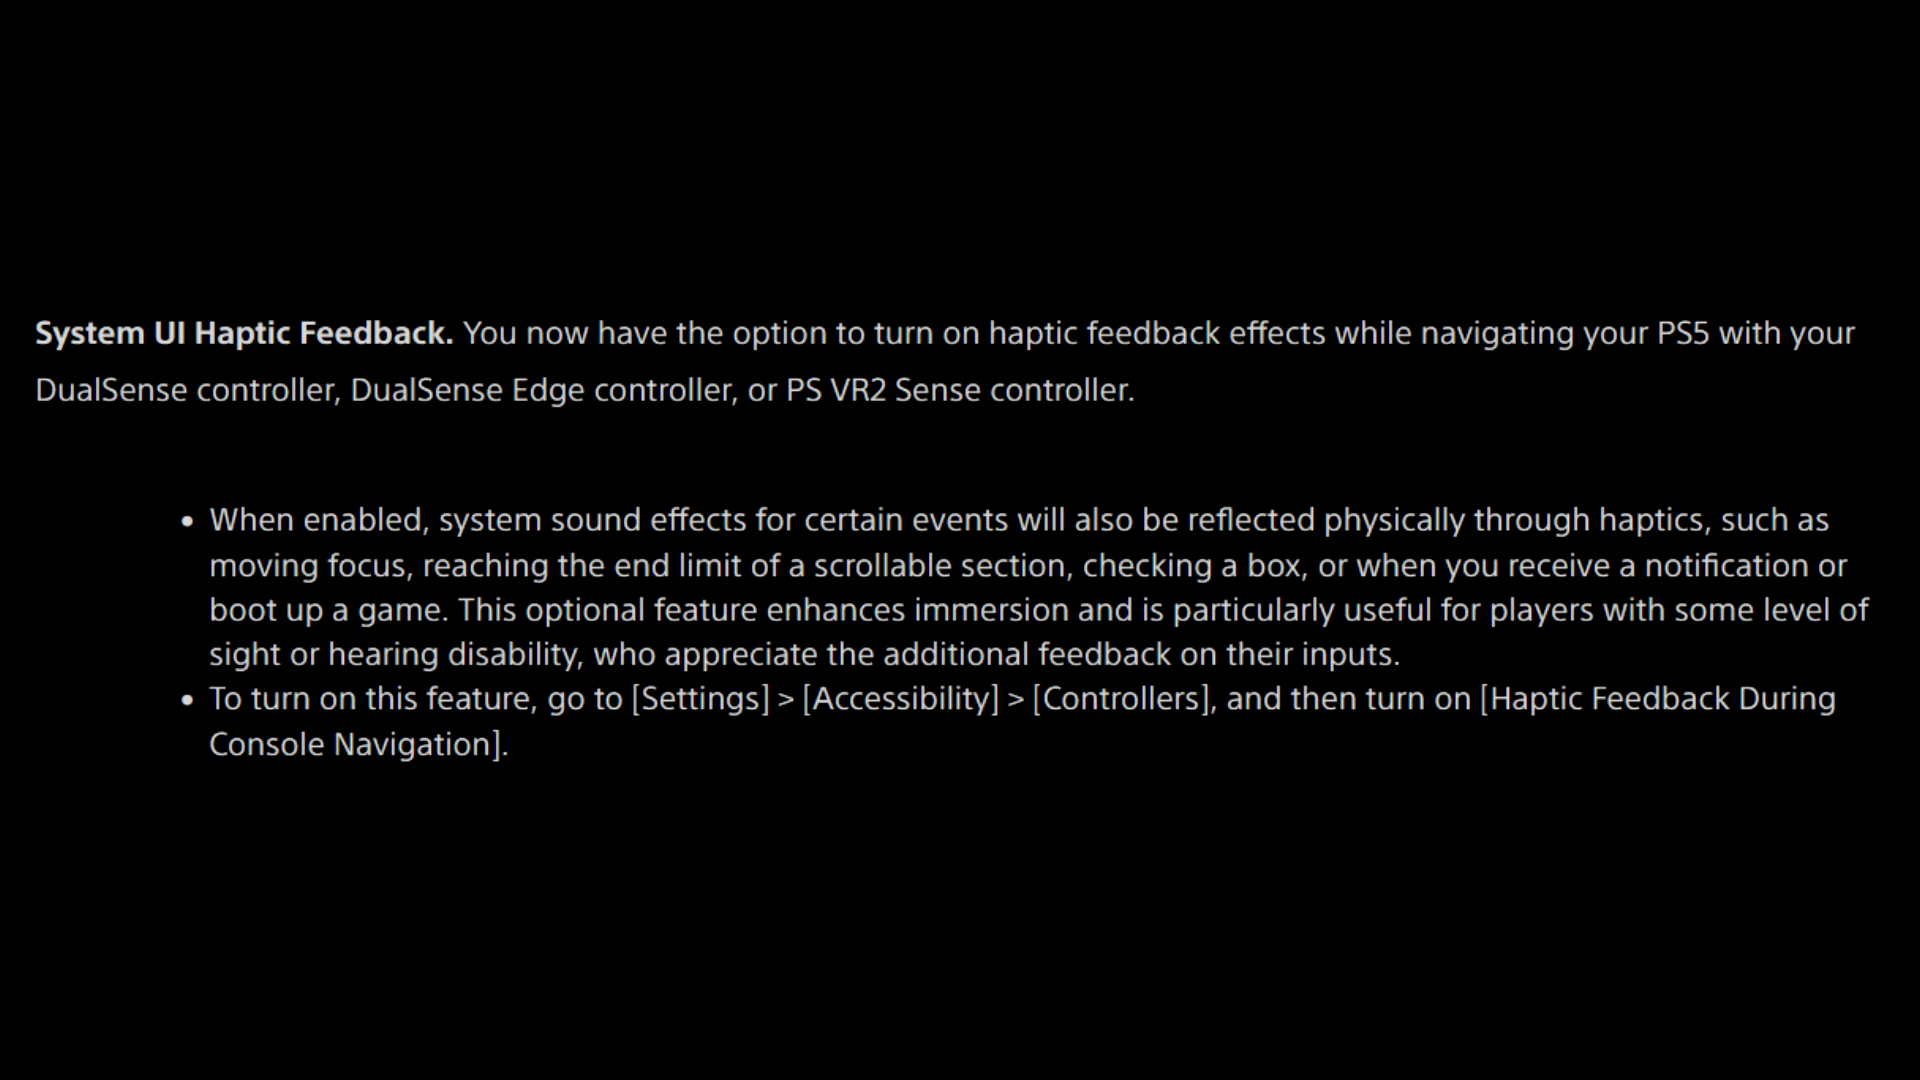 System UI Haptic Feedback. You now have the option to turn on haptic feedback effects while navigating your PS5 with your
DualSense controller, DualSense Edge controller, or PS VR2 Sense controller.
• When enabled, system sound effects for certain events will also be reflected physically through haptics, such as
moving focus, reaching the end limit of a scrollable section, checking a box, or when you receive a notification or
boot up a game. This optional feature enhances immersion and is particularly useful for players with some level of
sight or hearing disability, who appreciate the additional feedback on their inputs.
• To turn on this feature, go to [Settings] > [Accessibility] > [Controllers], and then turn on [Haptic Feedback During
Console Navigation].